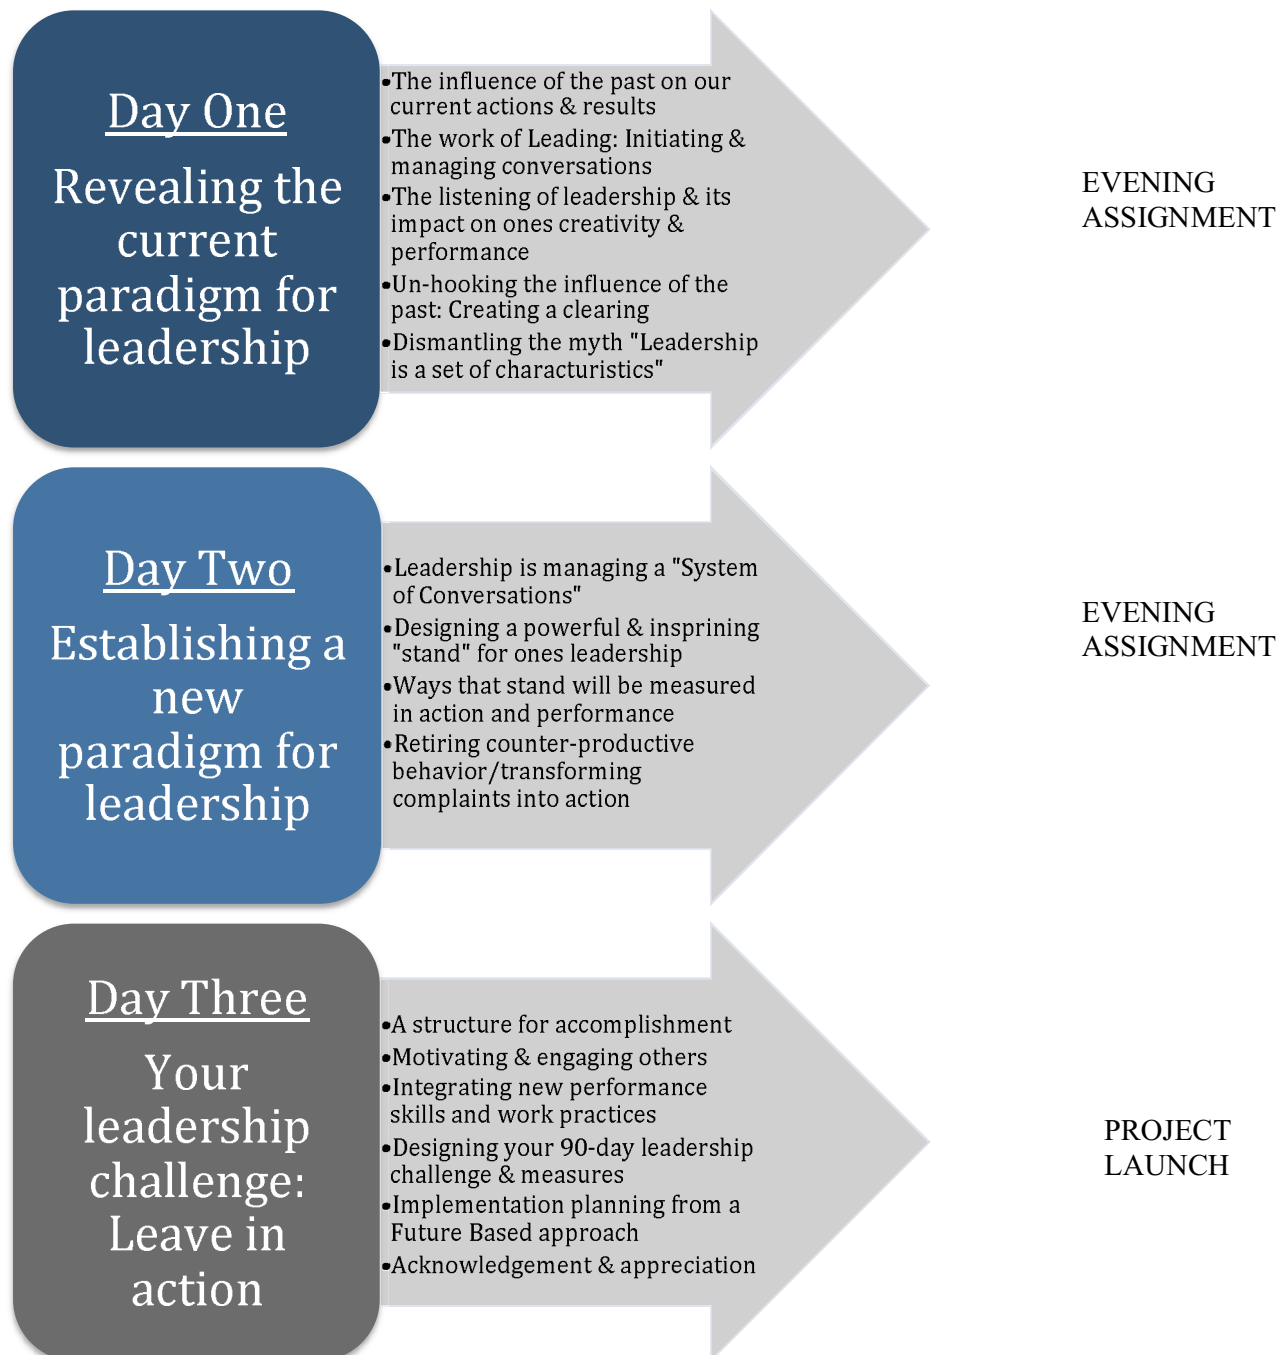 Day One
Revealing the
current
paradigm for
leadership
•The influence of the past on our
current actions & results
•The work of Leading: Initiating &
managing conversations
•The listening of leadership & its
impact on ones creativity &
performance
•Un-hooking the influence of the
past: Creating a clearing
•Dismantling the myth "Leadership
is a set of characteristics"
EVENING
ASSIGNMENT
Day Two
Establishing a
new
paradigm for
leadership
•Leadership is managing a "System
of Conversations"
•Designing a powerful & insprining
"stand" for ones leadership
•Ways that stand will be measured
in action and performance
•Retiring counter-productive
behavior/transforming
complaints into action
EVENING
ASSIGNMENT
Day Three
Your
leadership
challenge:
Leave in
action
•A structure for accomplishment
•Motivating & engaging others
•Integrating new performance
skills and work practices
•Designing your 90-day leadership
challenge & measures
•Implementation planning from a
Future Based approach
•Acknowledgement & appreciation
PROJECT
LAUNCH